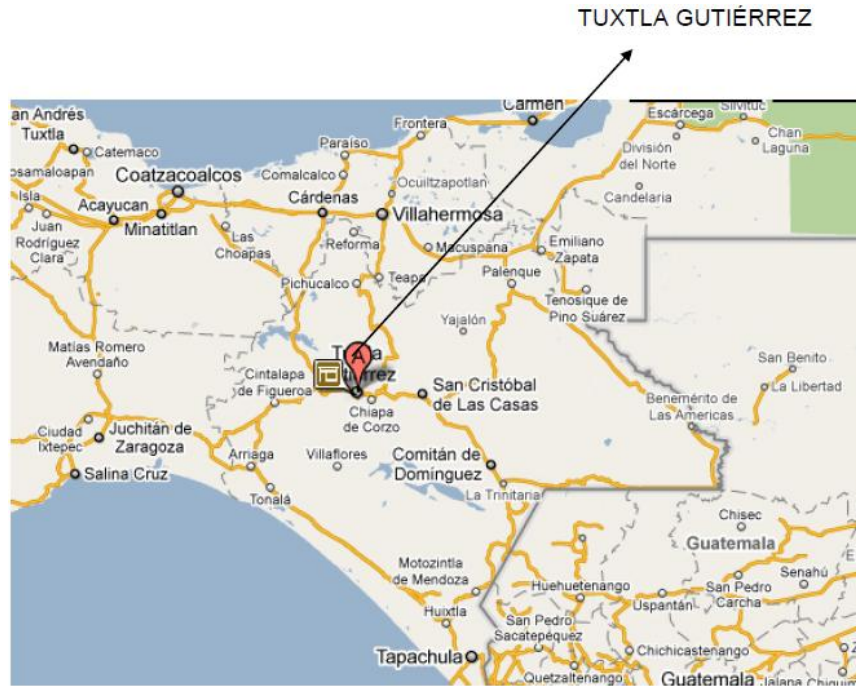 TUXTLA GUTIÉRREZ
an Andrés
Tuxtla
Catemaco
osamaloapan
Isla
Juan
Rodríguez
Clara
Acayucan
Coatzacoalcos
Minatitlan
Las
Choapas
Paraíso
Comalcalco
Cárdenas
Frontera
Carmen
Ocuiltzapotlan
Villahermosa
Reforma
Macuspana
Pichucalco
Teapa
Escárcega
Silvituc
División
del Norte
Chan
Laguna
Candelaria
Emiliano
Zapata
Palenque
Tenosique de
Pino Suárez
Yajalón
Matías Romero
Avendaño
A
Cintalapa
de Figueroa
Chiapa
de Corzo
San Cristóbal
de Las Casas
San Benito
La Libertad
Benemérito de
Las Americas
Ciudad
Ixtepec
Juchitán de
Zaragoza
Salina Cruz
Arriaga
Villaflores
Tonalá
Comitán de
Domínguez
La Trinitaria
Chisec
Guatemala
Motozintla
de Mendoza
Huehuetenango
Uspantán
San Pedro
Carcha
Senahú
Huixtla
San Pedro
Sacatepéquez
Chichicastenango
Tapachula
Quetzaltenango
Guatemala